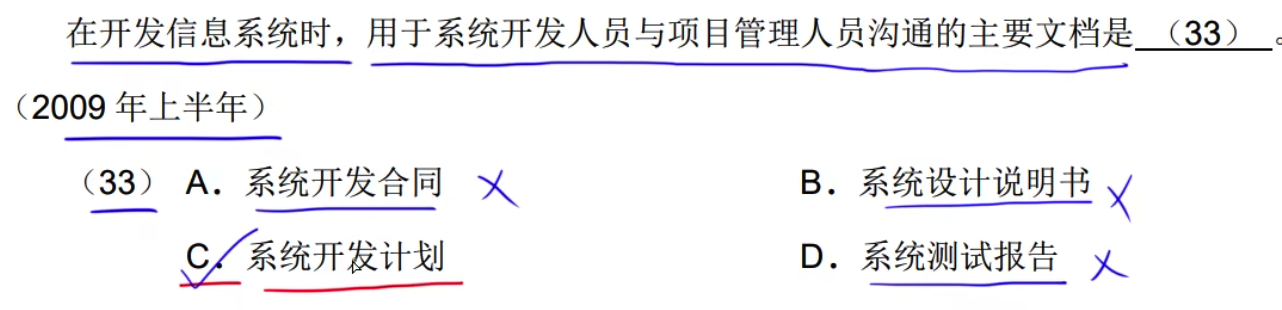 在开发信息系统时，用于系统开发人员与项目管理人员沟通的主要文档是（33）。
（2009 年上半年）
（33） A．系统开发合同 B．系统设计说明书
C．系统开发计划 D．系统测试报告